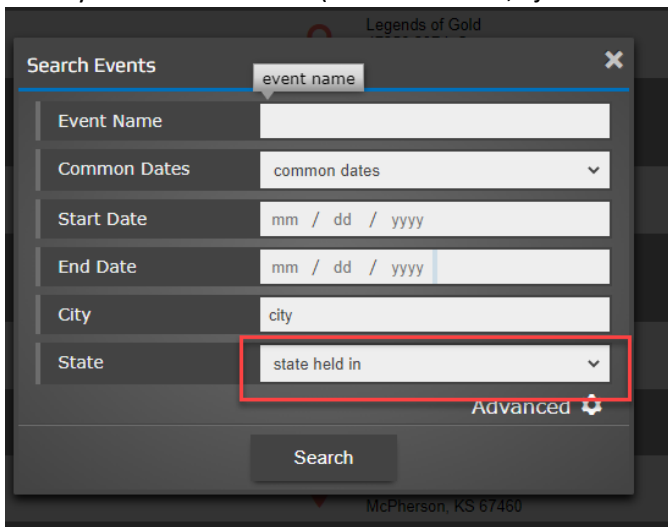 Legends of Gold
Search Events
event name
Event Name
Common Dates
common dates
Start Date
mm / dd / yyyy
End Date
mm / dd / yyyy
City
city
State
state held in
Advanced
Search
McPherson, KS 67460